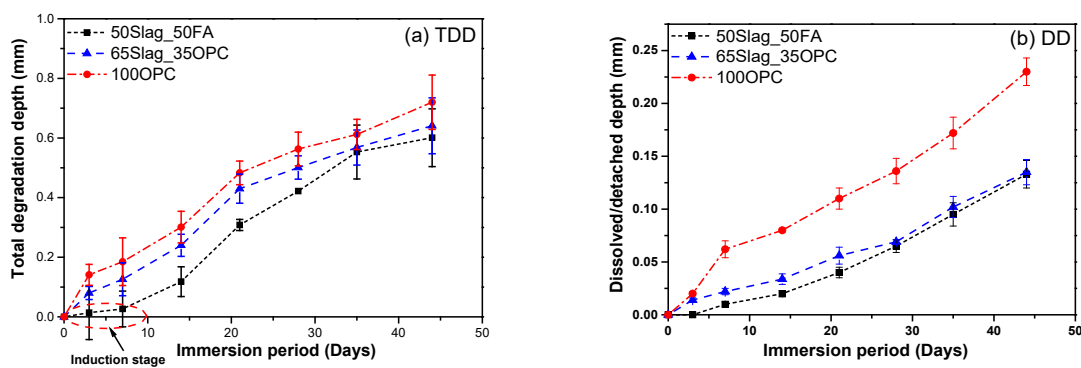 (a) TDD
50Slag_50FA
65Slag_35OPC
100OPC
Total degradation depth (mm)
1.0
0.8
0.6
0.4
0.2
0.0
0 10 20 30 40 50
Immersion period (Days)
Induction stage
(b) DD
50Slag_50FA
65Slag_35OPC
100OPC
Dissolved/detached depth (mm)
0.25
0.20
0.15
0.10
0.05
0.00
0 10 20 30 40 50
Immersion period (Days)